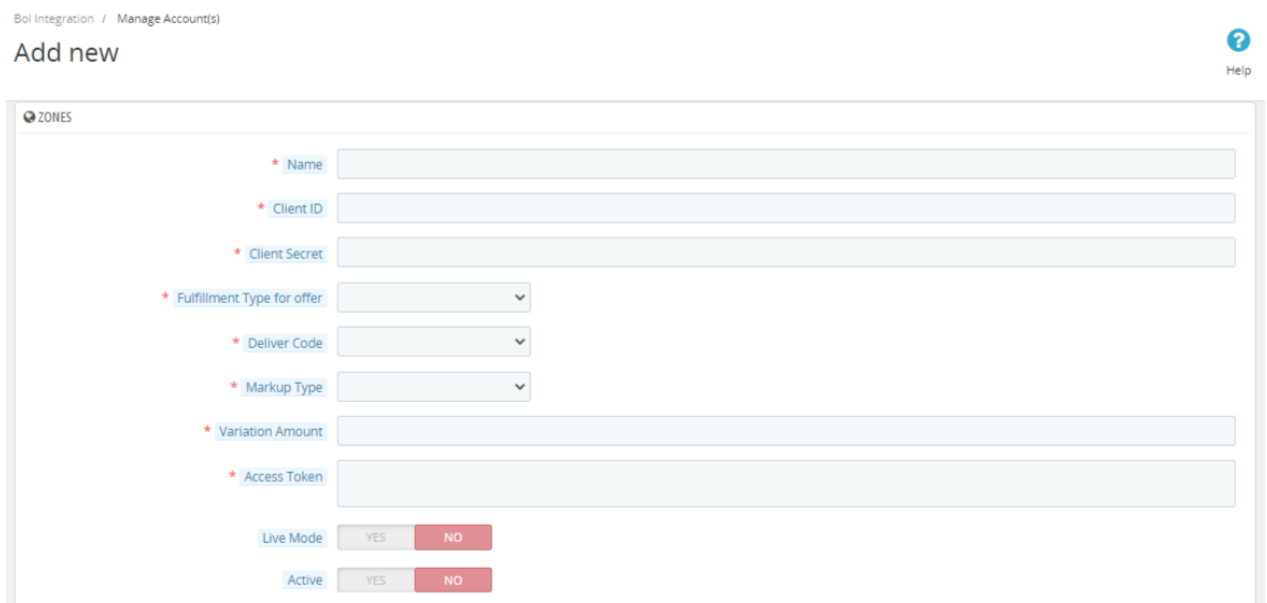 Bol Integration / Manage Account(s)
Add new
Help
ZONES
* Name
* Client ID
* Client Secret
* Fulfillment Type for offer
* Deliver Code
* Markup Type
* Variation Amount
* Access Token
Live Mode YES NO
Active YES NO